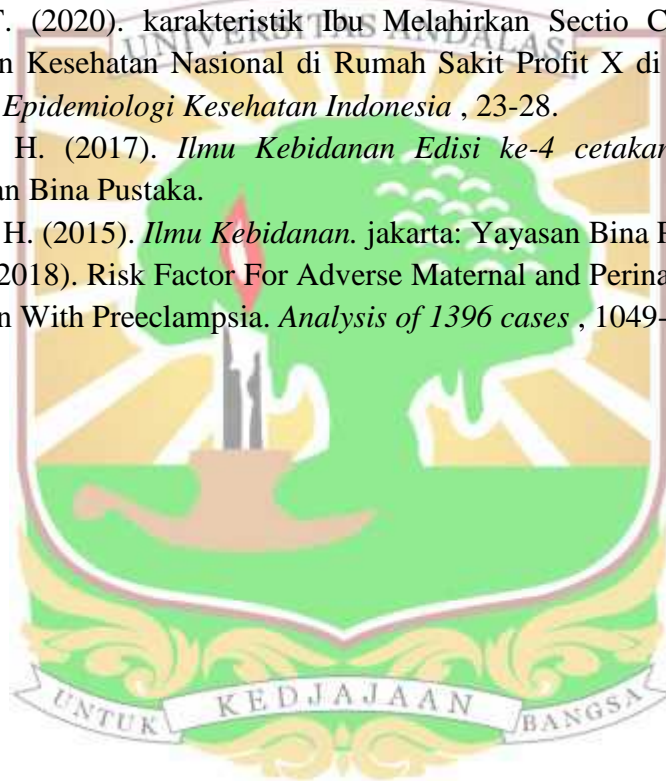 T. (2020). karakteristik Ibu Melahirkan Sectio C
n Kesehatan Nasional di Rumah Sakit Profit X di
Epidemiologi Kesehatan Indonesia , 23-28.
H. (2017). Ilmu Kebidanan Edisi ke-4 cetakan
an Bina Pustaka.
H. (2015). Ilmu Kebidanan. jakarta: Yayasan Bina P
2018). Risk Factor For Adverse Maternal and Perina
n With Preeclampsia. Analysis of 1396 cases , 1049-
UNIVERSITAS ANDALAS
UNTUK KEDJAJAAN BANGSA